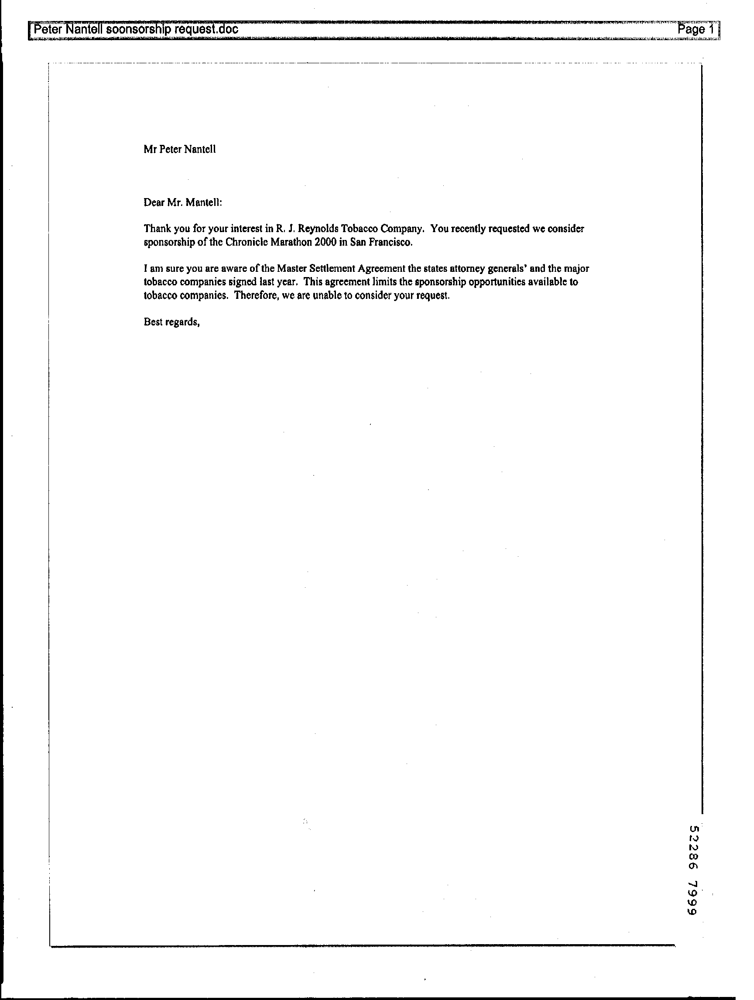 Peter Nantell soonsorship request.doc
Page 1
Mr Peter Nantell
Dear Mr. Mantell:
Thank you for your interest in R. J. Reynolds Tobacco Company. You recently requested we consider
sponsorship of the Chronicle Marathon 2000 in San Francisco.
I am sure you are aware of the Master Settlement Agreement the states attorney generals' and the major
tobacco companies signed last year. This agreement limits the sponsorship opportunities available to
tobacco companies. Therefore, we are unable to consider your request.
Best regards,
52286 7999